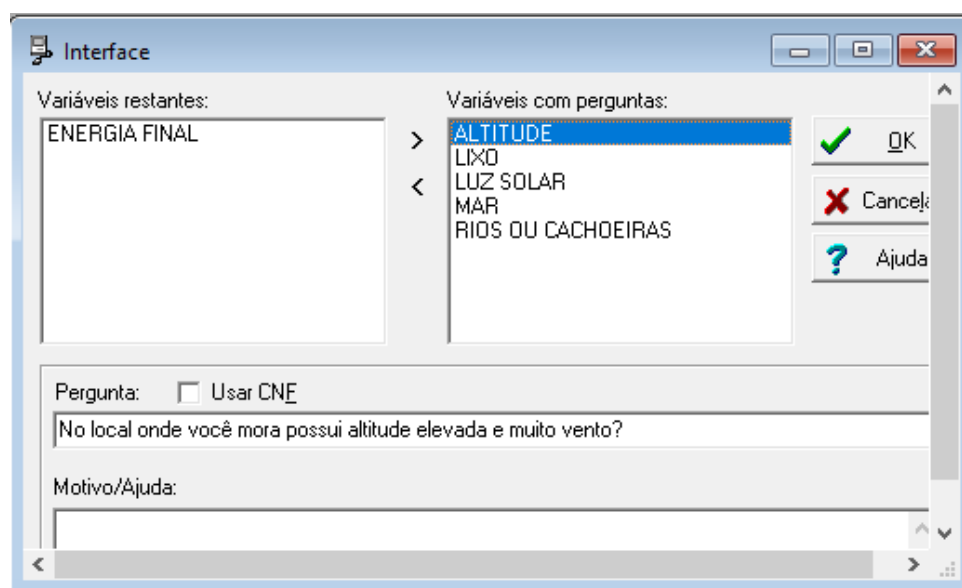 Interface
Variáveis restantes:
ENERGIA FINAL
>
<
Variáveis com perguntas:
ALTITUDE
LIXO
LUZ SOLAR
MAR
RIOS OU CACHOEIRAS
OK
Cancela
Ajuda
Pergunta:
Usar CNF
No local onde você mora possui altitude elevada e muito vento?
Motivo/Ajuda: